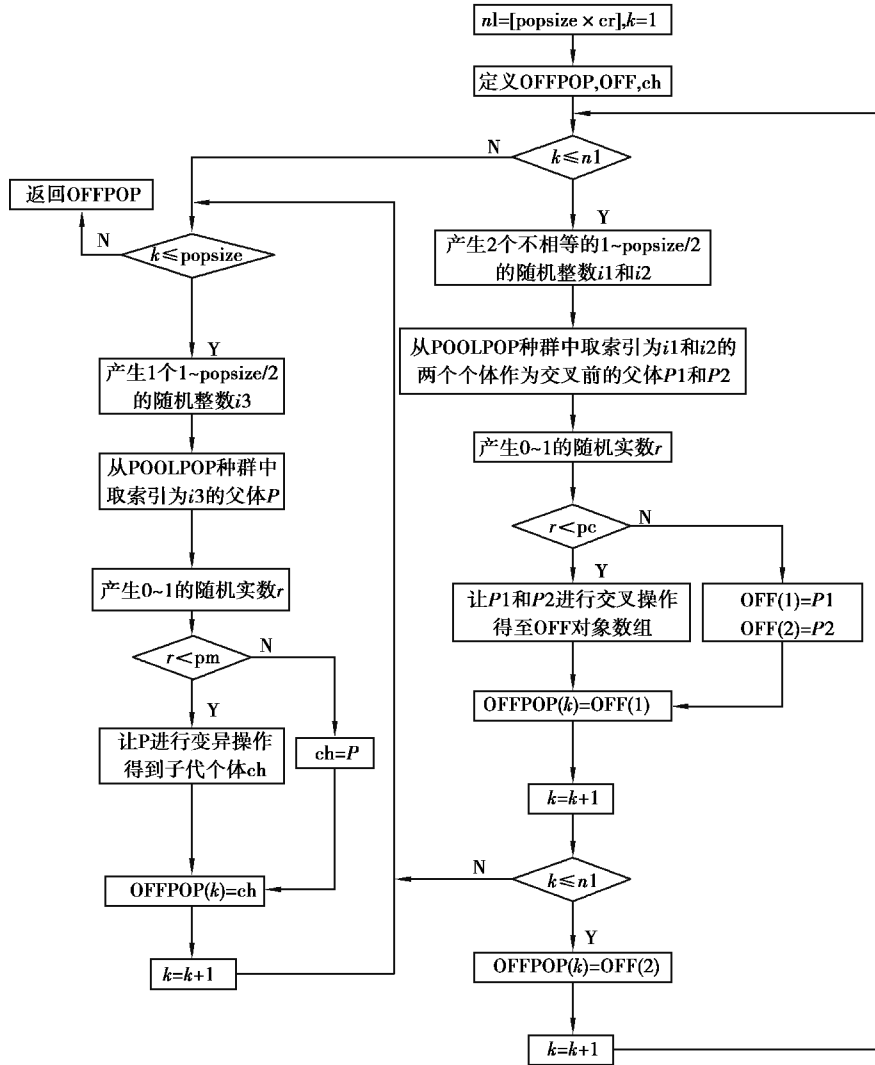 nl=[popsize × cr],k=1
定义OFFPOP,OFF,ch
k≤n1
N
Y
产生2个不相等的1~popsize/2
的随机整数i1和i2
从POOLPOP种群中取索引为i1和i2的
两个个体作为交叉前的父体P1和P2
产生0~1的随机实数r
r<pc
N
Y
让P1和P2进行交叉操作
得至OFF对象数组
OFF(1)=P1
OFF(2)=P2
OFFPOP(k)=OFF(1)
k=k+1
k≤n1
N
Y
OFFPOP(k)=OFF(2)
k=k+1
返回OFFPOP
N
k≤popsize
Y
产生1个1~popsize/2
的随机整数i3
从POOLPOP种群中
取索引为i3的父体P
产生0~1的随机实数r
r<pm
N
Y
让P进行变异操作
得到子代个体ch
ch=P
OFFPOP(k)=ch
k=k+1